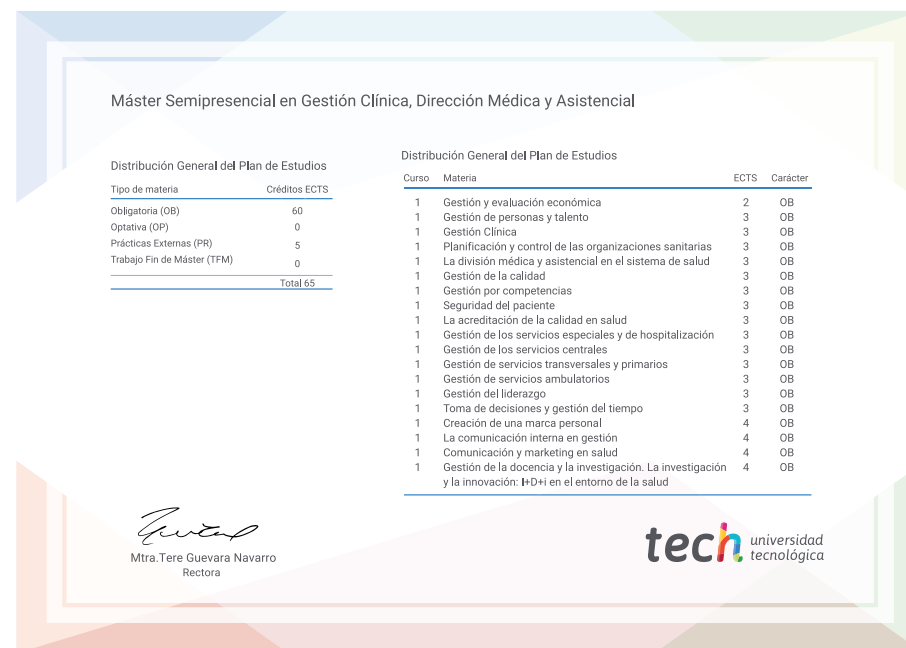 Máster Semipresencial en Gestión Clínica, Dirección Médica y Asistencial
Distribución General del Plan de Estudios
Tipo de materia Créditos ECTS
Obligatoria (OB) 60
Optativa (OP) 0
Prácticas Externas (PR) 5
Trabajo Fin de Máster (TFM) 0
Total 65
Distribución General del Plan de Estudios
Curso Materia ECTS Carácter
1 Gestión y evaluación económica 2 OB
1 Gestión de personas y talento 3 OB
1 Gestión Clínica 3 OB
1 Planificación y control de las organizaciones sanitarias 3 OB
1 La división médica y asistencial en el sistema de salud 3 OB
1 Gestión de la calidad 3 OB
1 Gestión por competencias 3 OB
1 Seguridad del paciente 3 OB
1 La acreditación de la calidad en salud 3 OB
1 Gestión de los servicios especiales y de hospitalización 3 OB
1 Gestión de los servicios centrales 3 OB
1 Gestión de servicios transversales y primarios 3 OB
1 Gestión de servicios ambulatorios 3 OB
1 Gestión del liderazgo 3 OB
1 Toma de decisiones y gestión del tiempo 3 OB
1 Creación de una marca personal 4 OB
1 La comunicación interna en gestión 4 OB
1 Comunicación y marketing en salud 4 OB
1 Gestión de la docencia y la investigación. La investigación 4 OB
y la innovación: I+D+i en el entorno de la salud
Mtra.Tere Guevara Navarro
Rectora
tech universidad
tecnológica